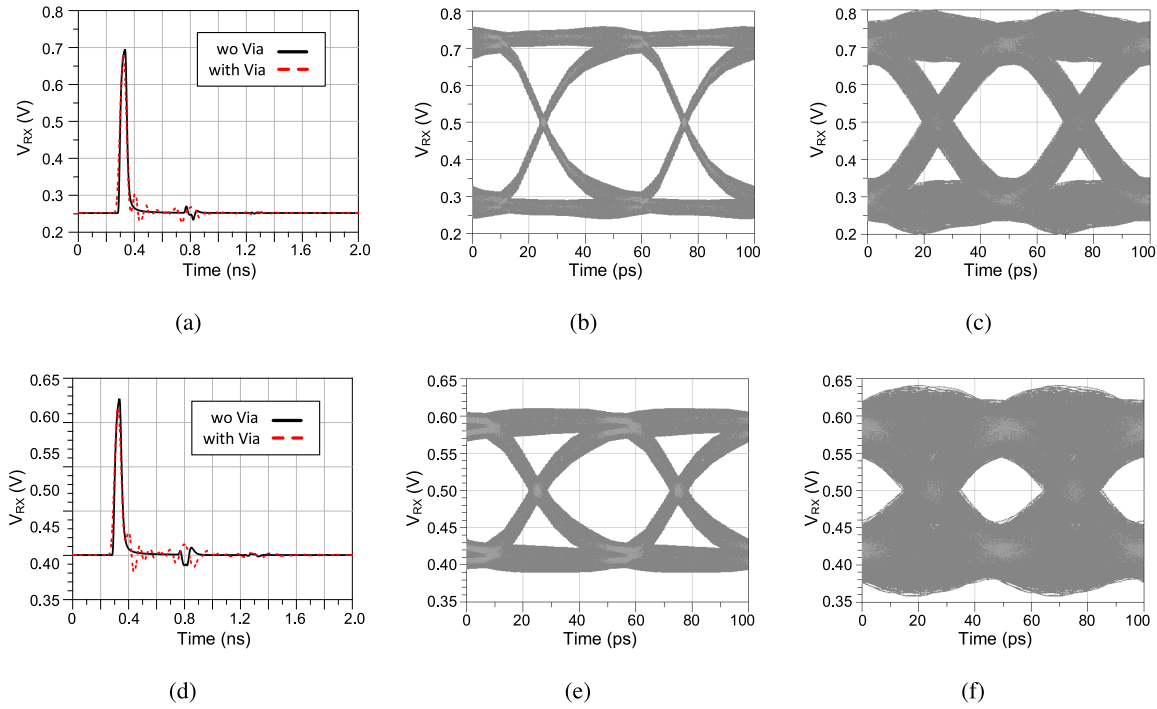 0.8
0.7
0.6
0.5
0.4
0.3
0.2
V_RX (V)
wo Via
with Via
0 0.4 0.8 1.2 1.6 2.0
Time (ns)
(a)
0.8
0.7
0.6
0.5
0.4
0.3
0.2
V_RX (V)
0 20 40 60 80 100
Time (ps)
(b)
0.8
0.7
0.6
0.5
0.4
0.3
0.2
V_RX (V)
0 20 40 60 80 100
Time (ps)
(c)
0.65
0.60
0.55
0.50
0.45
0.40
0.35
V_RX (V)
wo Via
with Via
0 0.4 0.8 1.2 1.6 2.0
Time (ns)
(d)
0.65
0.60
0.55
0.50
0.45
0.40
0.35
V_RX (V)
0 20 40 60 80 100
Time (ps)
(e)
0.65
0.60
0.55
0.50
0.45
0.40
0.35
V_RX (V)
0 20 40 60 80 100
Time (ps)
(f)